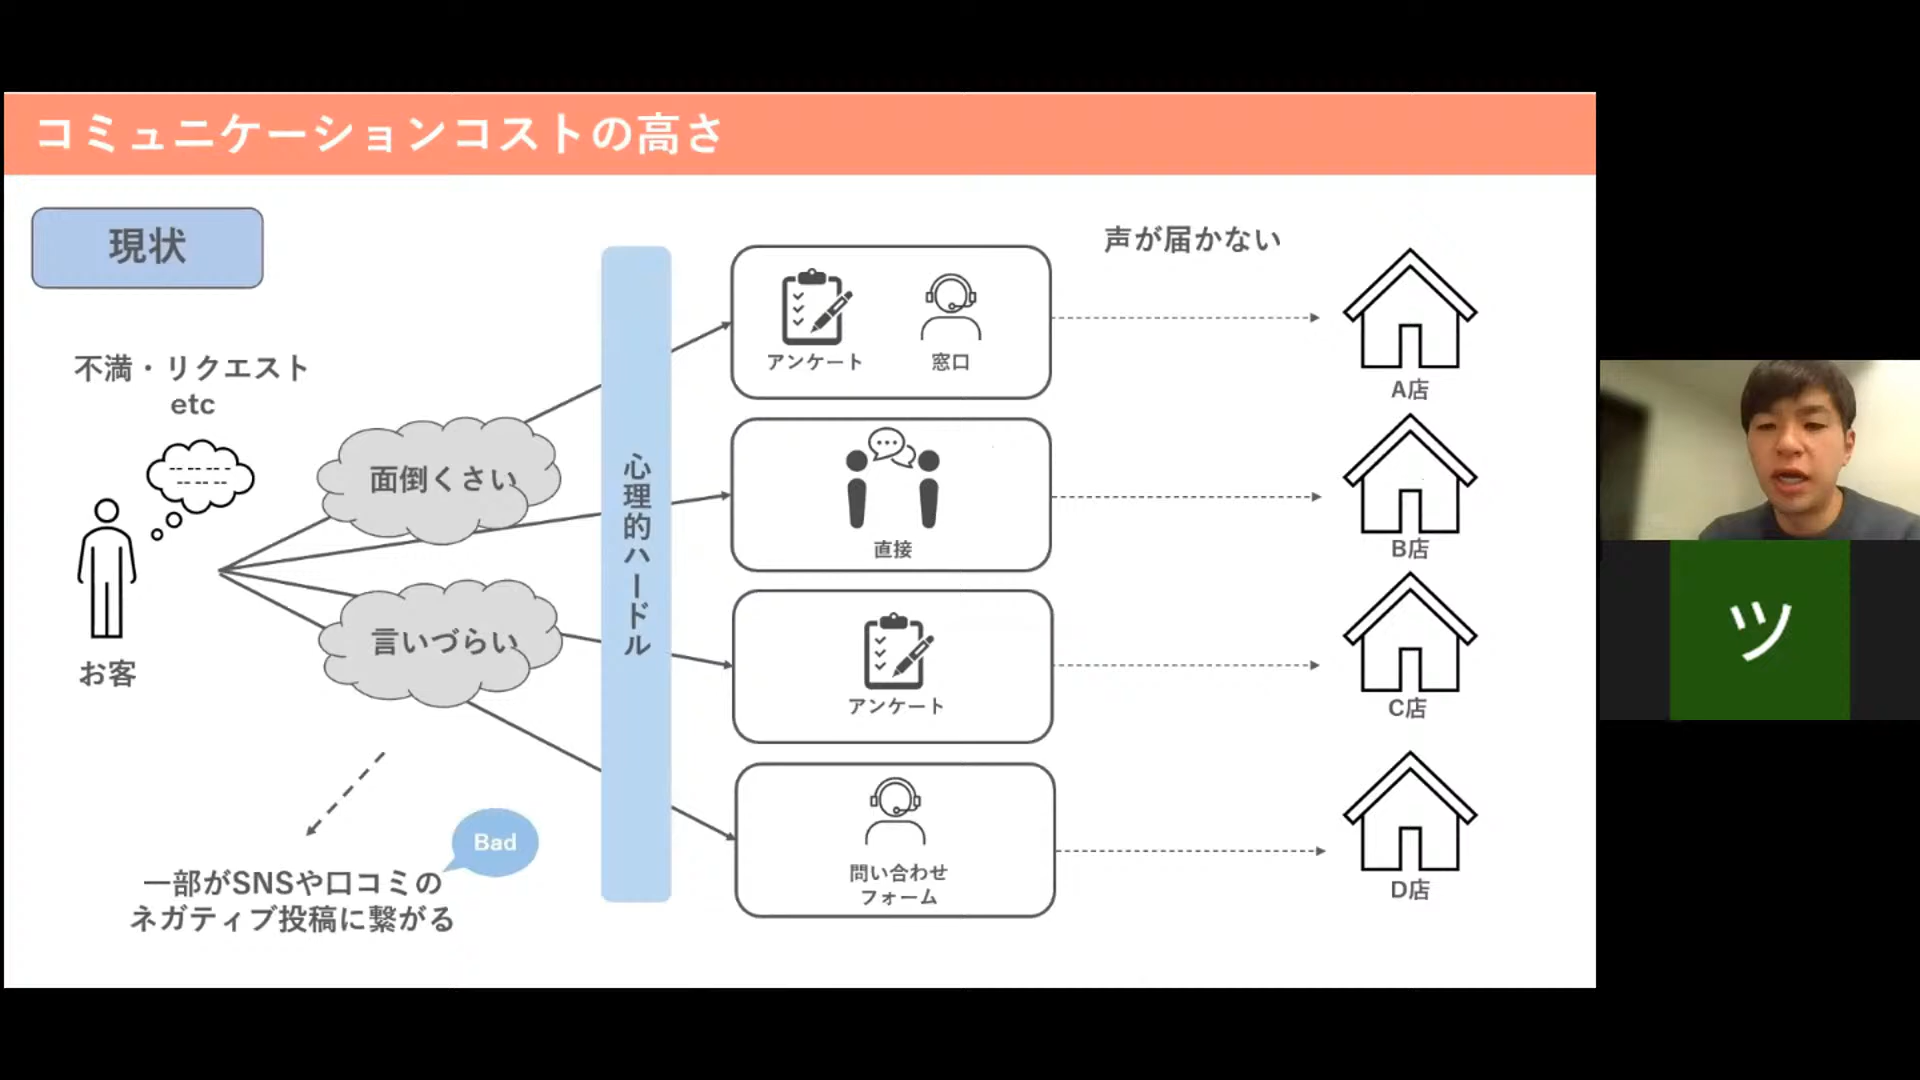 コミュニケーションコストの高さ
現状
声が届かない
不満・リクエスト
etc
面倒くさい
言いづらい
お客
心理的ハードル
アンケート
窓口
直接
アンケート
問い合わせ
フォーム
A店
B店
C店
D店
Bad
一部がSNSや口コミの
ネガティブ投稿に繋がる
ツ